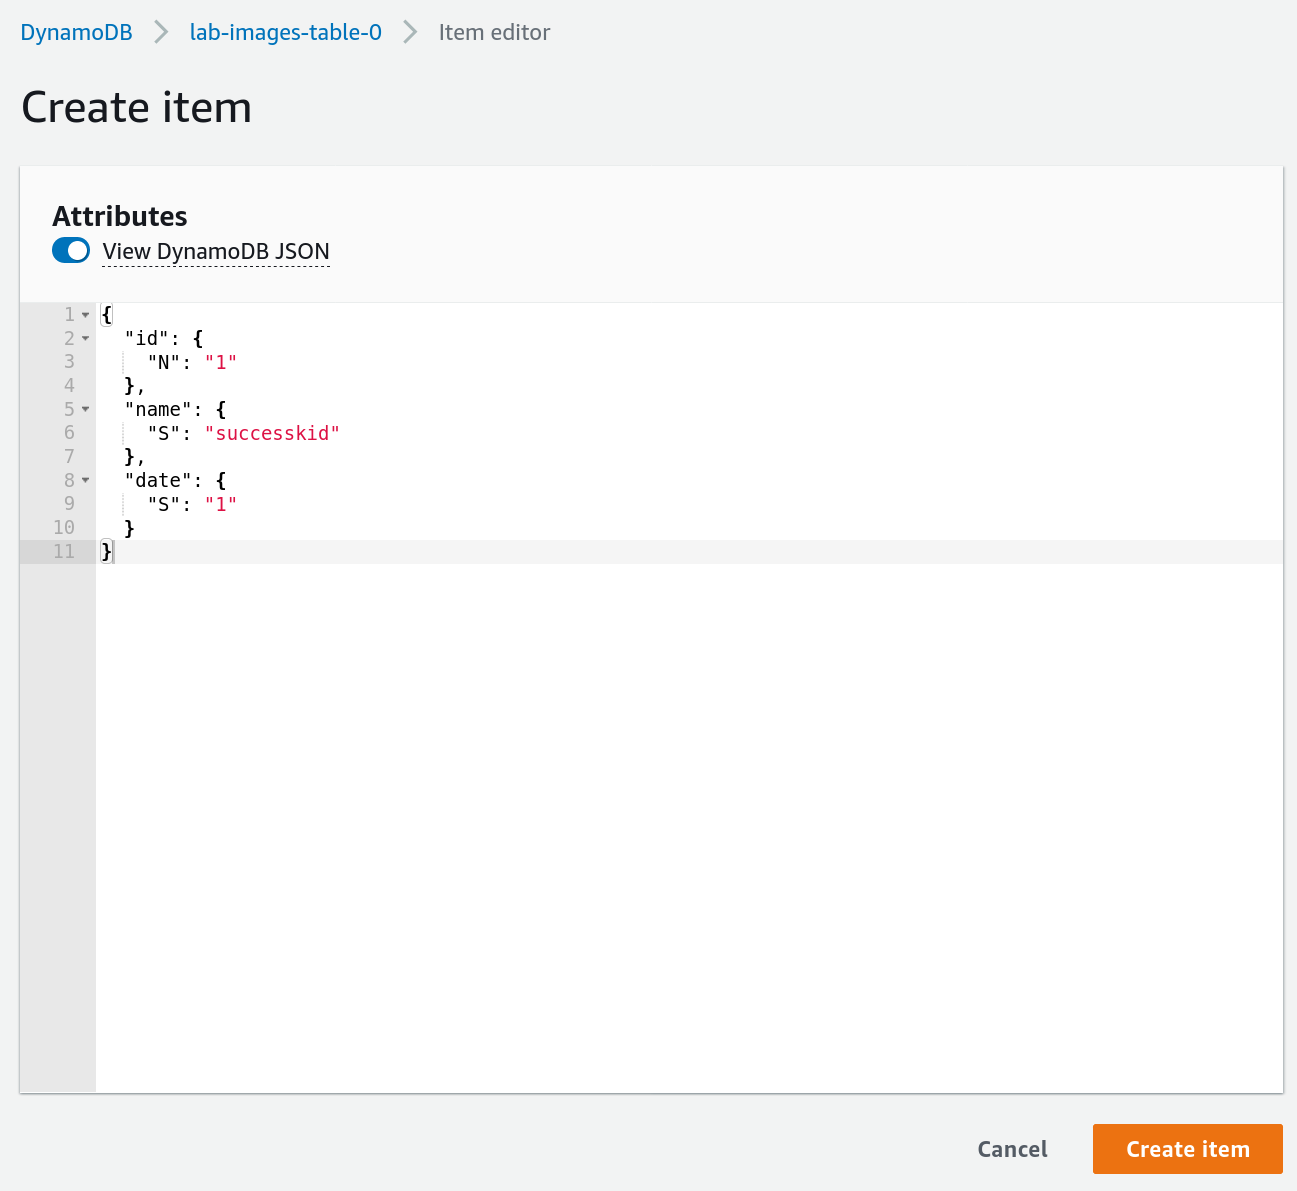 DynamoDB > lab-images-table-0 > Item editor
Create item
Attributes
View DynamoDB JSON
1 {
2 "id": {
3 "N": "1"
4 },
5 "name": {
6 "S": "successkid"
7 },
8 "date": {
9 "S": "1"
10 }
11 }
Cancel Create item